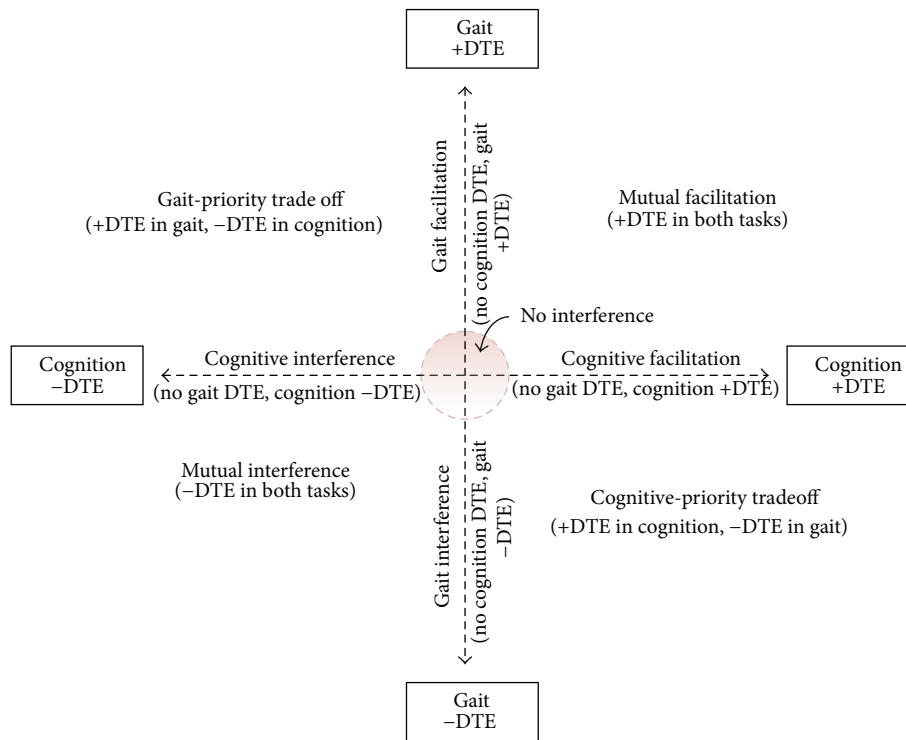 Gait
+DTE
Gait facilitation
(no cognition DTE, gait
+DTE)
Gait-priority trade off
(+DTE in gait, −DTE in cognition)
Mutual facilitation
(+DTE in both tasks)
No interference
Cognition
−DTE
Cognitive interference
(no gait DTE, cognition −DTE)
Cognitive facilitation
(no gait DTE, cognition +DTE)
Cognition
+DTE
Mutual interference
(−DTE in both tasks)
Gait interference
(no cognition DTE, gait
−DTE)
Cognitive-priority tradeoff
(+DTE in cognition, −DTE in gait)
Gait
−DTE